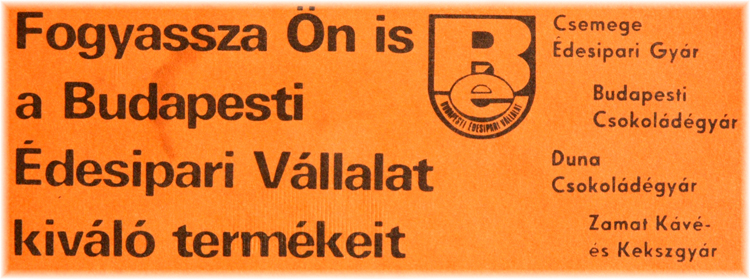 Fogyassza Ön is
a Budapesti
Édesipari Vállalat
kiváló termékeit
Be
BUDAPESTI ÉDESIPARI VÁLLALAT
Csemege
Édesipari Gyár
Budapesti
Csokoládégyár
Duna
Csokoládégyár
Zamat Kávé-
és Kekszgyár